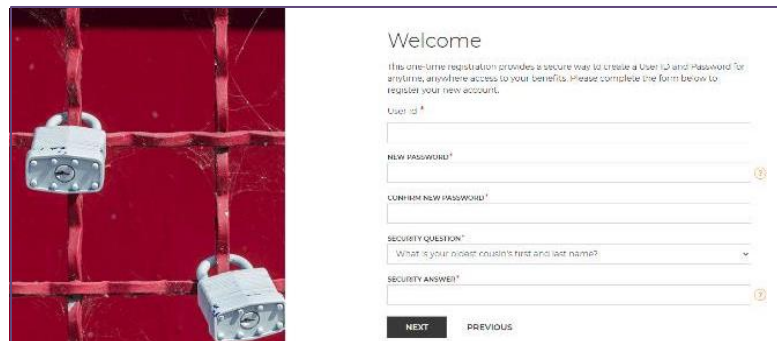 Welcome
This one-time registration provides a secure way to create a User ID and Password for
anytime, anywhere access to your benefits. Please complete the form below to
register your new account.
User id *
NEW PASSWORD*
?
CONFIRM NEW PASSWORD*
SECURITY QUESTION*
What is your oldest cousin's first and last name?
SECURITY ANSWER*
?
NEXT PREVIOUS